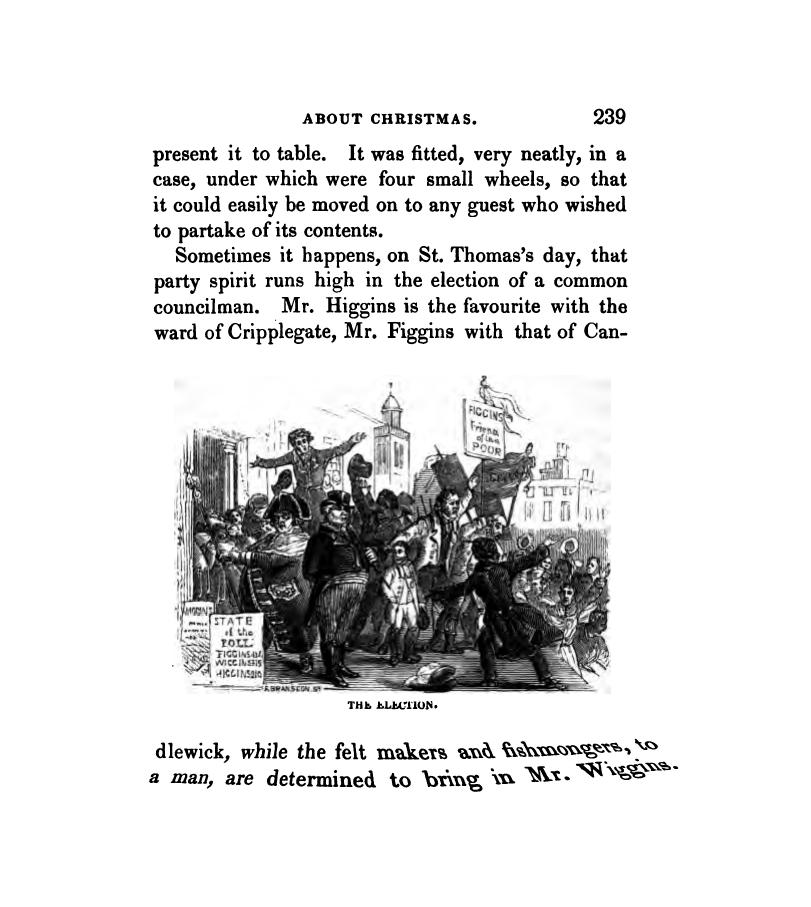 ABOUT CHRISTMAS. 239
present it to table. It was fitted, very neatly, in a
case, under which were four small wheels, so that
it could easily be moved on to any guest who wished
to partake of its contents.
Sometimes it happens, on St. Thomas's day, that
party spirit runs high in the election of a common
councilman. Mr. Higgins is the favourite with the
ward of Cripplegate, Mr. Figgins with that of Can-
FIGGINS
Friend
of the
POOR
HIGGINS
STATE
of the
POLL
FIGGINS
WIGGINS
HIGGINS
THE ELECTION.
dlewick, while the felt makers and fishmongers, to
a man, are determined to bring in Mr. Wiggins.